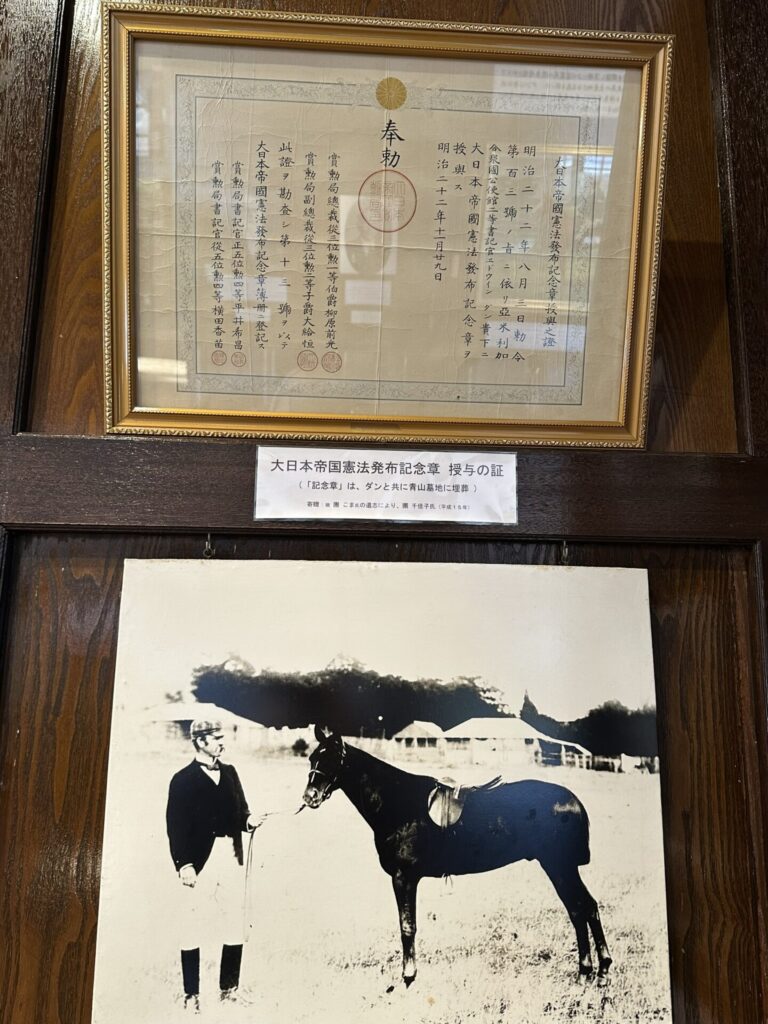 大日本帝國憲法發布記念章授與之證
明治二十二年八月三日勅令
第百三號ノ旨ニ依リ亞米利加
合衆國公使館二等書記官エドウイン、ダン貴下ニ
大日本帝國憲法發布記念章ヲ
授與ス
明治二十二年十一月廿九日
奉勅
賞勲局總裁從三位勲一等伯爵柳原前光
賞勲局副總裁從三位勲二等子爵大給恒
此證ヲ勘査シ第十三號ヲ以テ
大日本帝國憲法發布記念章簿冊ニ登記ス
賞勲局書記官正五位勲四等平井希昌
賞勲局書記官從五位勲四等横田香苗
大日本帝国憲法発布記念章 授与の証
(「記念章」は、ダンと共に青山墓地に埋葬 )